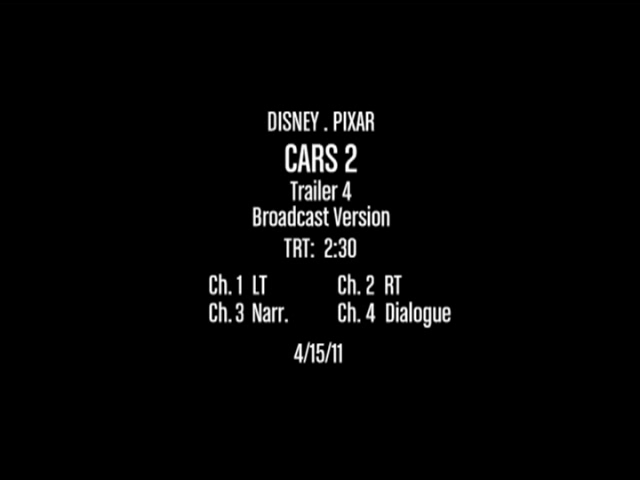 DISNEY . PIXAR
CARS 2
Trailer 4
Broadcast Version
TRT: 2:30
Ch. 1 LT Ch. 2 RT
Ch. 3 Narr. Ch. 4 Dialogue
4/15/11